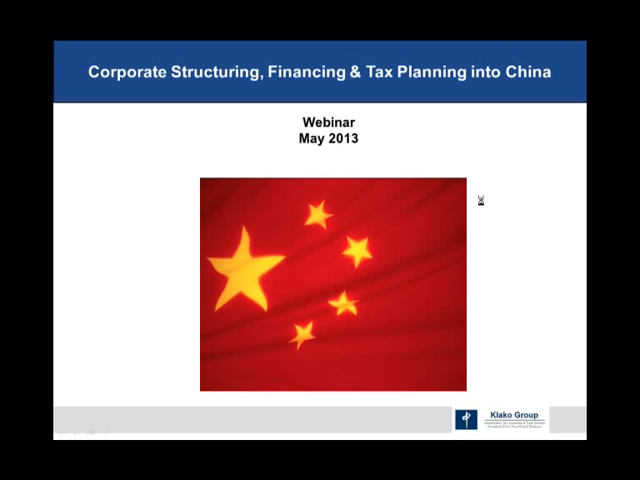 Corporate Structuring, Financing & Tax Planning into China
Webinar
May 2013
Klako Group